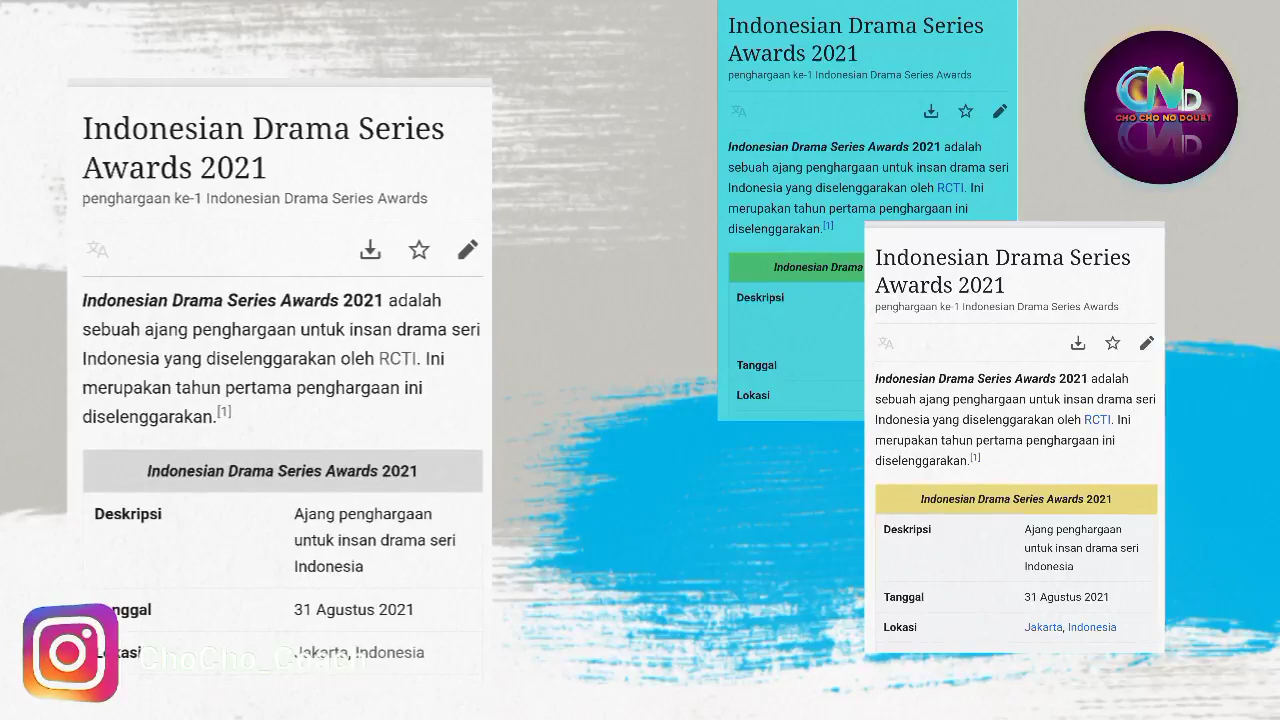 Indonesian Drama Series
Awards 2021
penghargaan ke-1 Indonesian Drama Series Awards
Indonesian Drama Series Awards 2021 adalah
sebuah ajang penghargaan untuk insan drama seri
Indonesia yang diselenggarakan oleh RCTI. Ini
merupakan tahun pertama penghargaan ini
diselenggarakan.[1]
Indonesian Drama Series Awards 2021
Deskripsi Ajang penghargaan
untuk insan drama seri
Indonesia
31 Agustus 2021
Jakarta, Indonesia
ChoCho_Coach
Indonesian Drama Series
Awards 2021
penghargaan ke-1 Indonesian Drama Series Awards
Indonesian Drama Series Awards 2021 adalah
sebuah ajang penghargaan untuk insan drama seri
Indonesia yang diselenggarakan oleh RCTI. Ini
merupakan tahun pertama penghargaan ini
diselenggarakan.[1]
Indonesian Drama
Deskripsi
Tanggal
Lokasi
Indonesian Drama Series
Awards 2021
penghargaan ke-1 Indonesian Drama Series Awards
Indonesian Drama Series Awards 2021 adalah
sebuah ajang penghargaan untuk insan drama seri
Indonesia yang diselenggarakan oleh RCTI. Ini
merupakan tahun pertama penghargaan ini
diselenggarakan.[1]
Indonesian Drama Series Awards 2021
Deskripsi Ajang penghargaan
untuk insan drama seri
Indonesia
Tanggal 31 Agustus 2021
Lokasi Jakarta, Indonesia
CND
CHO CHO NO DOUBT